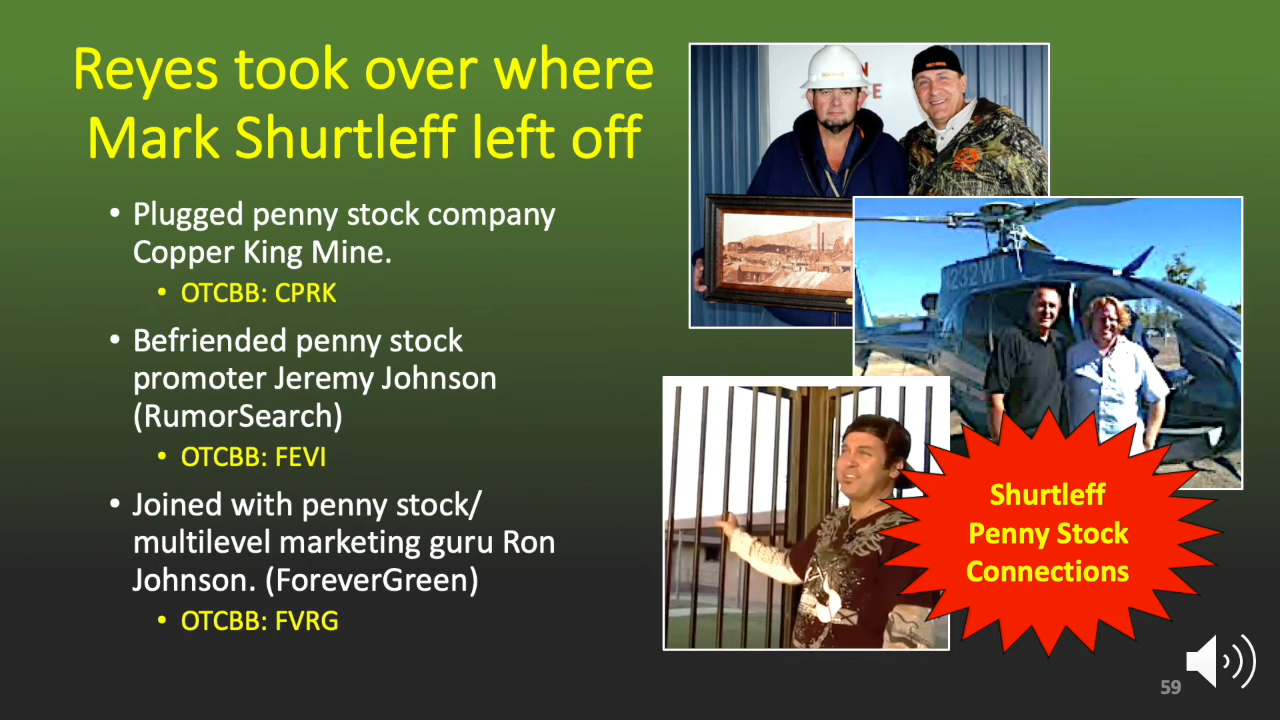 Reyes took over where
Mark Shurtleff left off
• Plugged penny stock company
Copper King Mine.
• OTCBB: CPRK
• Befriended penny stock
promoter Jeremy Johnson
(RumorSearch)
• OTCBB: FEVI
• Joined with penny stock/
multilevel marketing guru Ron
Johnson. (ForeverGreen)
• OTCBB: FVRG
232WT
Shurtleff
Penny Stock
Connections
59